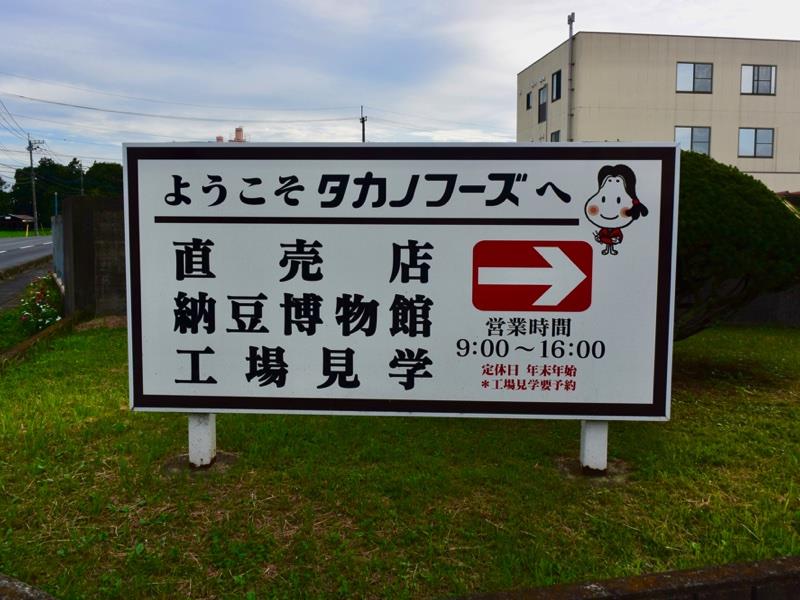 ようこそ タカノフーズへ
直売店
納豆博物館
工場見学
営業時間
9:00～16:00
定休日 年末年始
*工場見学要予約